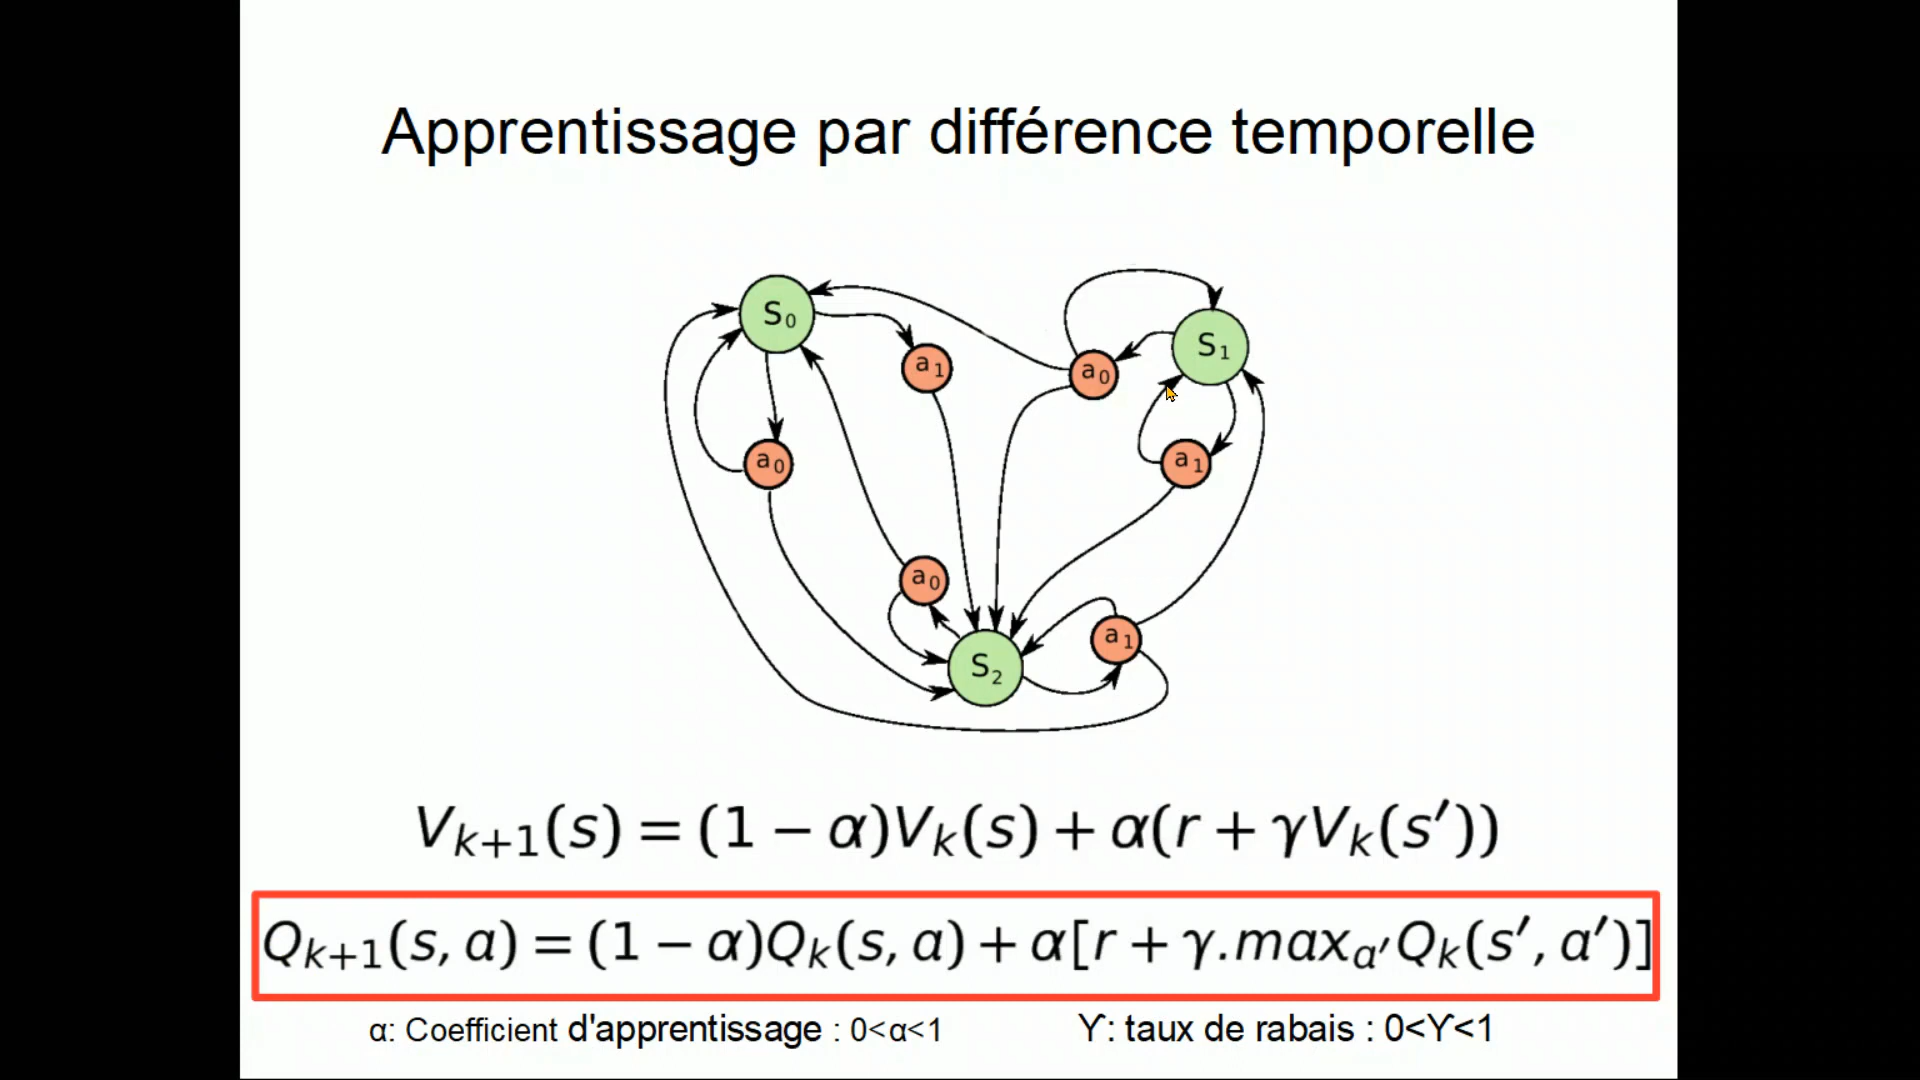 Apprentissage par différence temporelle
S₀
S₁
a₁
a₀
a₀
a₁
a₀
a₁
S₂
Vₖ₊₁(s) = (1 − α)Vₖ(s) + α(r + γVₖ(s′))
Qₖ₊₁(s, a) = (1 − α)Qₖ(s, a) + α[r + γ.maxₐ′Qₖ(s′, a′)]
α: Coefficient d'apprentissage : 0<α<1
ϒ: taux de rabais : 0<ϒ<1